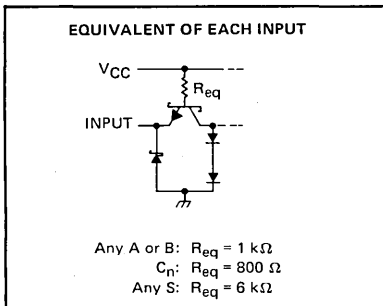 EQUIVALENT OF EACH INPUT
VCC
Req
INPUT
Any A or B: Req = 1 kΩ
Cn: Req = 800 Ω
Any S: Req = 6 kΩ